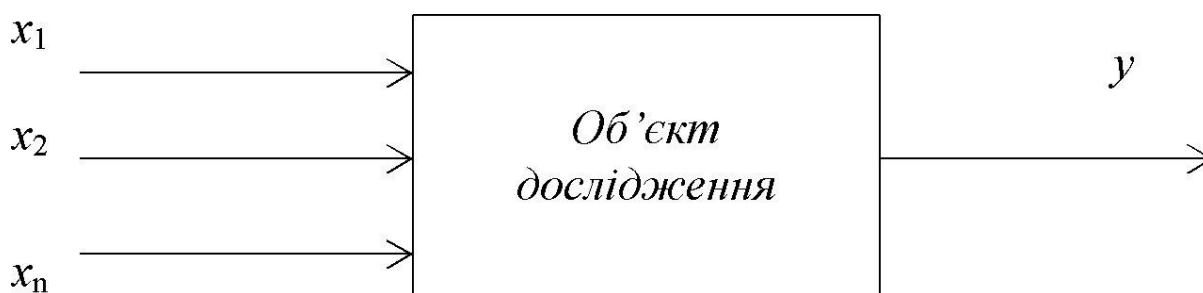 x₁
x₂
xₙ
Об’єкт
дослідження
y